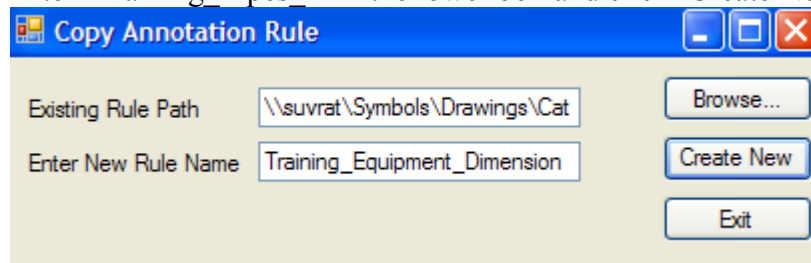 Copy Annotation Rule
Existing Rule Path \\suvrat\Symbols\Drawings\Cat Browse...
Enter New Rule Name Training_Equipment_Dimension Create New
Exit